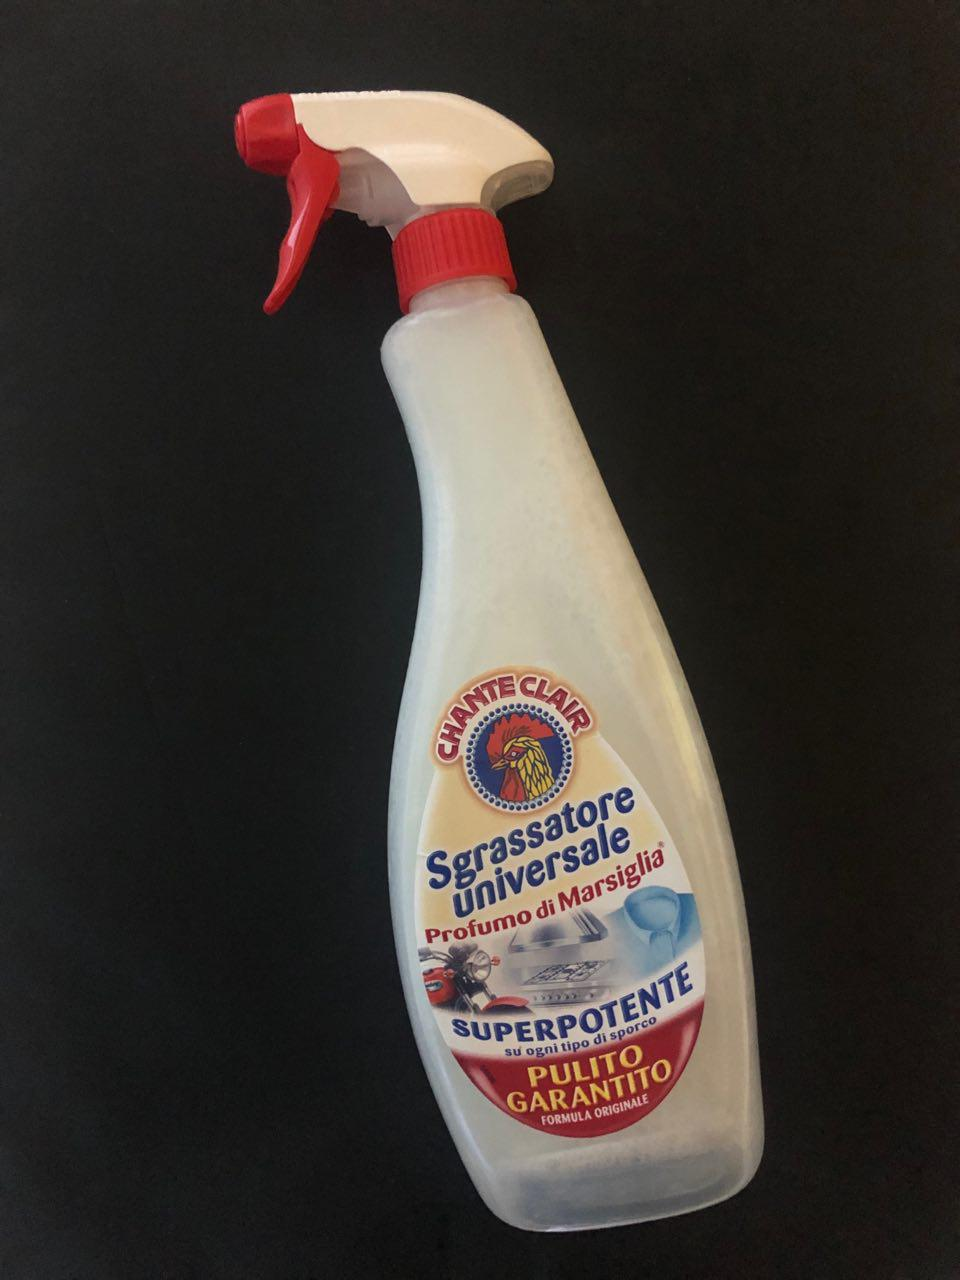 CHANTE CLAIR
Sgrassatore
universale
Profumo di Marsiglia®
SUPERPOTENTE
su ogni tipo di sporco
PULITO
GARANTITO
FORMULA ORIGINALE